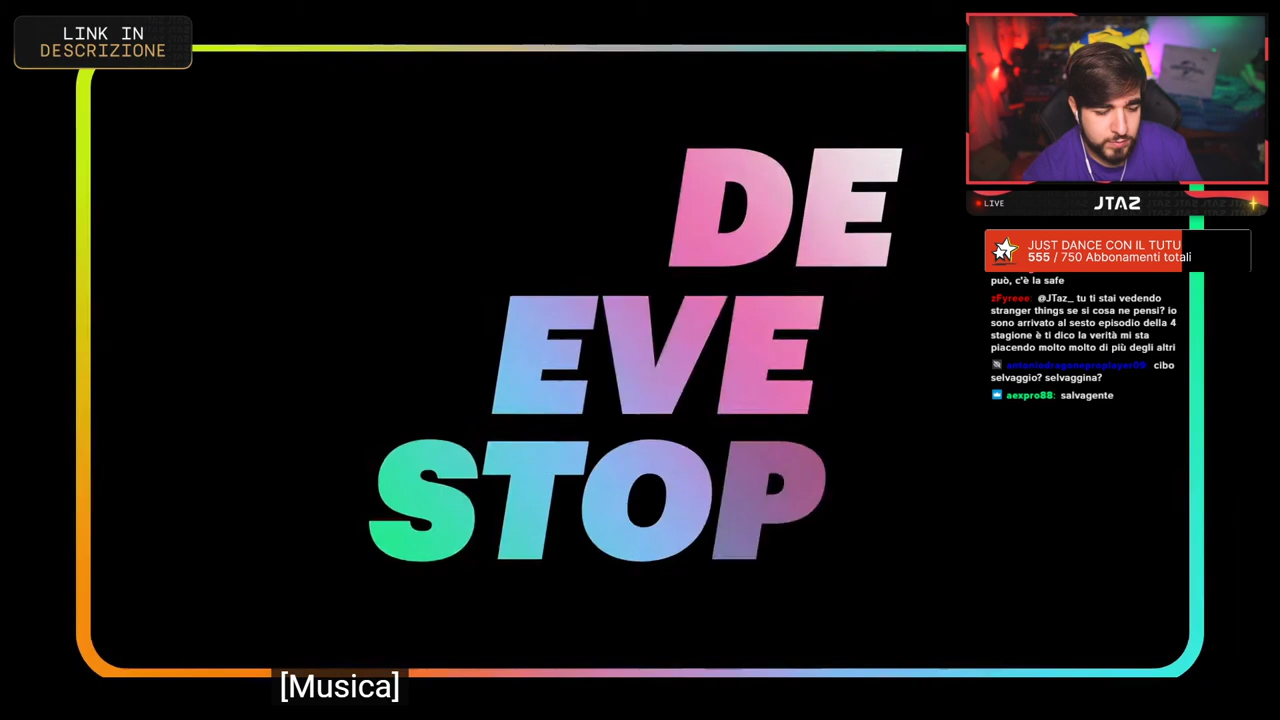 LINK IN
DESCRIZIONE
DE
EVE
STOP
LIVE
JTAZ
JUST DANCE CON IL TUTU
555 / 750 Abbonamenti totali
può, c'è la safe
zFyreee: @JTaz_ tu ti stai vedendo
stranger things se si cosa ne pensi? io
sono arrivato al sesto episodio della 4
stagione è ti dico la verità mi sta
piacendo molto molto di più degli altri
cibo
selvaggio? selvaggina?
aexpro88: salvagente
[Musica]